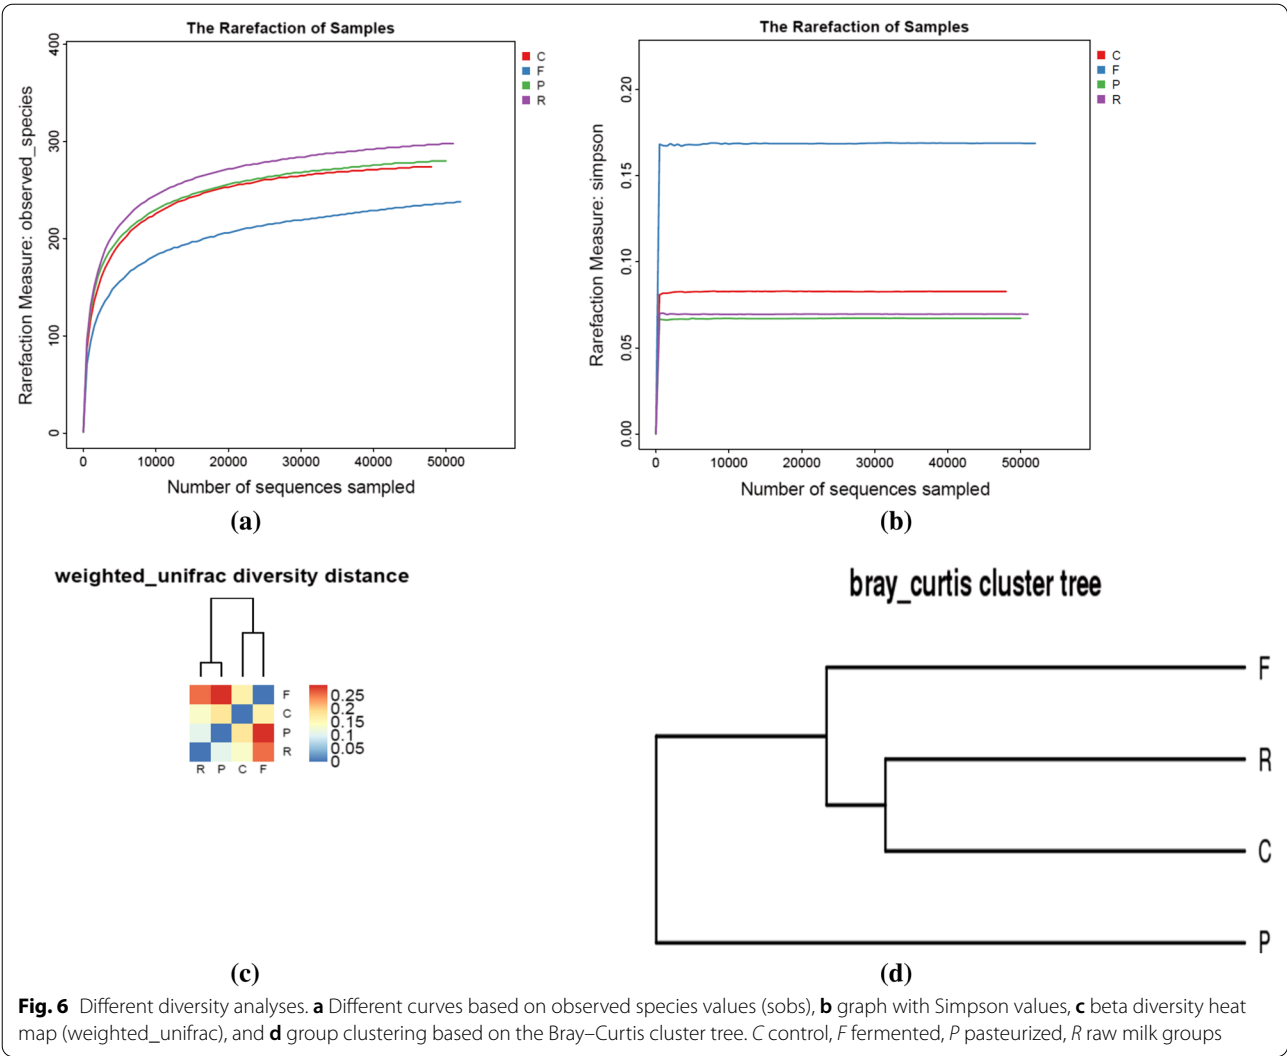 The Rarefaction of Samples
Rarefaction Measure: observed_species
400
300
200
100
0
0 10000 20000 30000 40000 50000
Number of sequences sampled
C
F
P
R
(a)
The Rarefaction of Samples
Rarefaction Measure: simpson
0.20
0.15
0.10
0.05
0.00
0 10000 20000 30000 40000 50000
Number of sequences sampled
C
F
P
R
(b)
weighted_unifrac diversity distance
F
C
P
R
R P C F
0.25
0.2
0.15
0.05
0
(c)
bray_curtis cluster tree
F
R
C
P
(d)
Fig. 6 Different diversity analyses. a Different curves based on observed species values (sobs), b graph with Simpson values, c beta diversity heat
map (weighted_unifrac), and d group clustering based on the Bray–Curtis cluster tree. C control, F fermented, P pasteurized, R raw milk groups